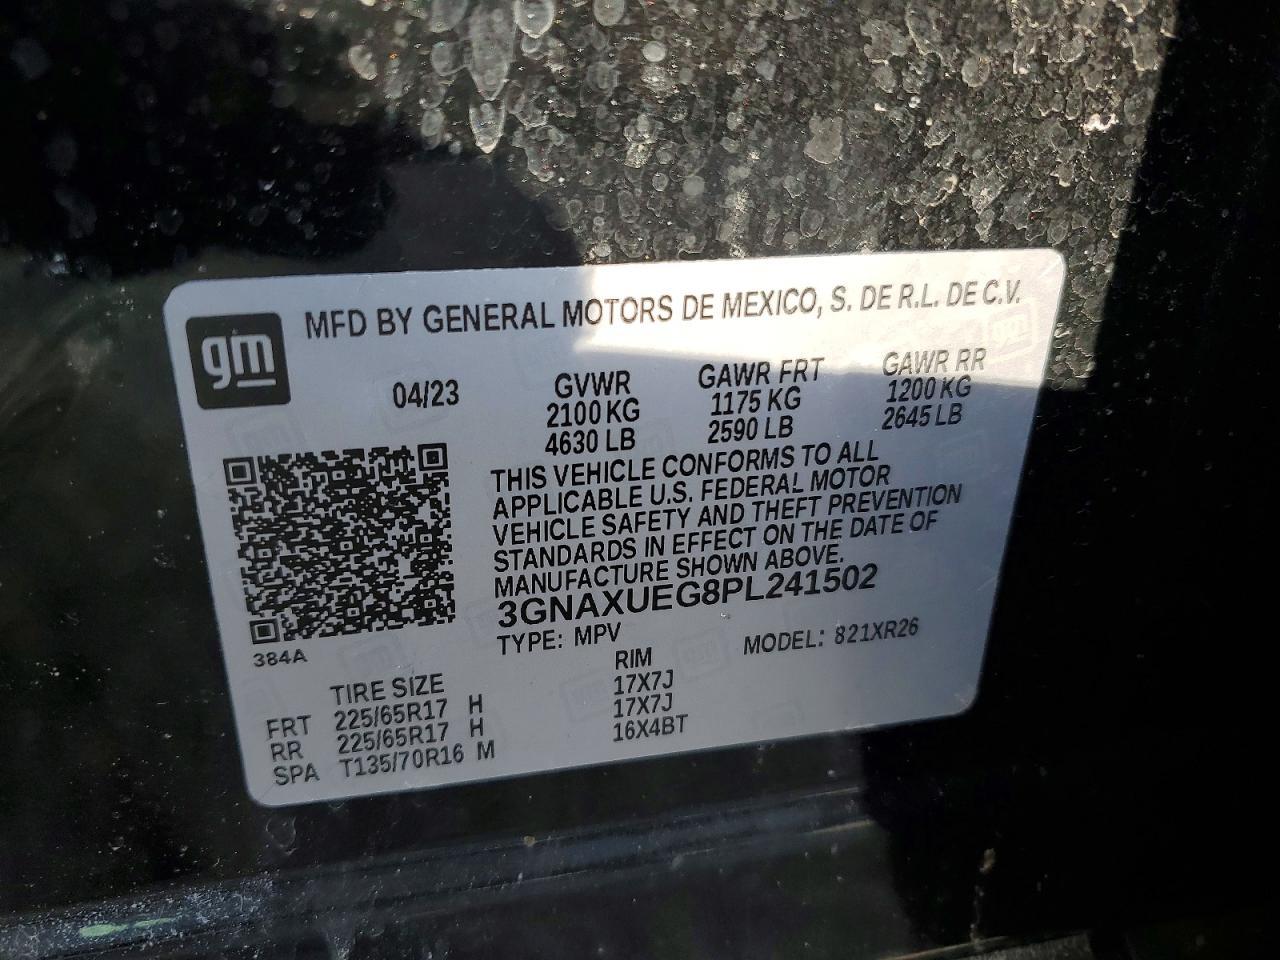 gm
MFD BY GENERAL MOTORS DE MEXICO, S. DE R.L. DE C.V.
04/23 GVWR GAWR FRT GAWR RR
2100 KG 1175 KG 1200 KG
4630 LB 2590 LB 2645 LB
THIS VEHICLE CONFORMS TO ALL
APPLICABLE U.S. FEDERAL MOTOR
VEHICLE SAFETY AND THEFT PREVENTION
STANDARDS IN EFFECT ON THE DATE OF
MANUFACTURE SHOWN ABOVE.
3GNAXUEG8PL241502
TYPE: MPV MODEL: 821XR26
384A
TIRE SIZE RIM
FRT 225/65R17 H 17X7J
RR 225/65R17 H 17X7J
SPA T135/70R16 M 16X4BT